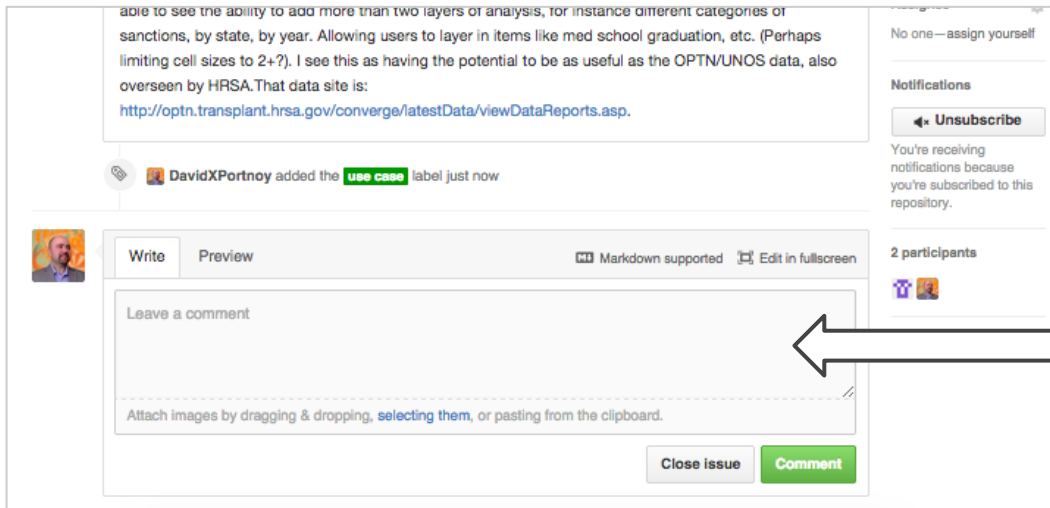 able to see the ability to add more than two layers of analysis, for instance different categories of
sanctions, by state, by year. Allowing users to layer in items like med school graduation, etc. (Perhaps
limiting cell sizes to 2+?). I see this as having the potential to be as useful as the OPTN/UNOS data, also
overseen by HRSA.That data site is:
http://optn.transplant.hrsa.gov/converge/latestData/viewDataReports.asp.
DavidXPortnoy added the use case label just now
Write Preview
Markdown supported Edit in fullscreen
Leave a comment
Attach images by dragging & dropping, selecting them, or pasting from the clipboard.
Close issue Comment
No one—assign yourself
Notifications
Unsubscribe
You're receiving
notifications because
you're subscribed to this
repository.
2 participants